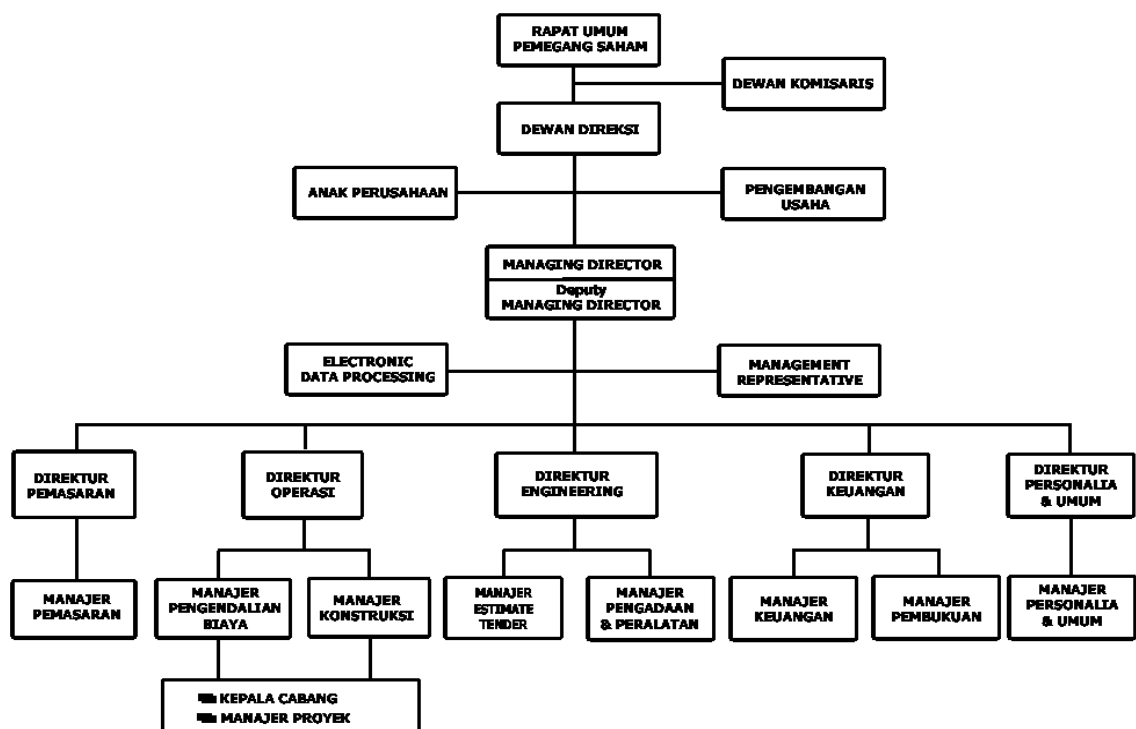 RAPAT UMUM
PEMEGANG SAHAM
DEWAN KOMISARIS
DEWAN DIREKSI
ANAK PERUSAHAAN
PENGEMBANGAN
USAHA
MANAGING DIRECTOR
Deputy
MANAGING DIRECTOR
ELECTRONIC
DATA PROCESSING
MANAGEMENT
REPRESENTATIVE
DIREKTUR
PEMASARAN
DIREKTUR
OPERASI
DIREKTUR
ENGINEERING
DIREKTUR
KEUANGAN
DIREKTUR
PERSONALIA
& UMUM
MANAJER
PEMASARAN
MANAJER
PENGENDALIAN
BIAYA
MANAJER
KONSTRUKSI
MANAJER
ESTIMATE
TENDER
MANAJER
PENGADAAN
& PERALATAN
MANAJER
KEUANGAN
MANAJER
PEMBUKUAN
MANAJER
PERSONALIA
& UMUM
KEPALA CABANG
MANAJER PROYEK